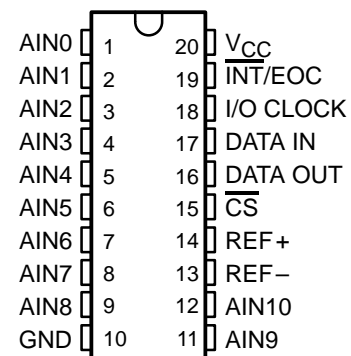 AIN0 1 20 VCC
AIN1 2 19 INT/EOC
AIN2 3 18 I/O CLOCK
AIN3 4 17 DATA IN
AIN4 5 16 DATA OUT
AIN5 6 15 CS
AIN6 7 14 REF+
AIN7 8 13 REF−
AIN8 9 12 AIN10
GND 10 11 AIN9